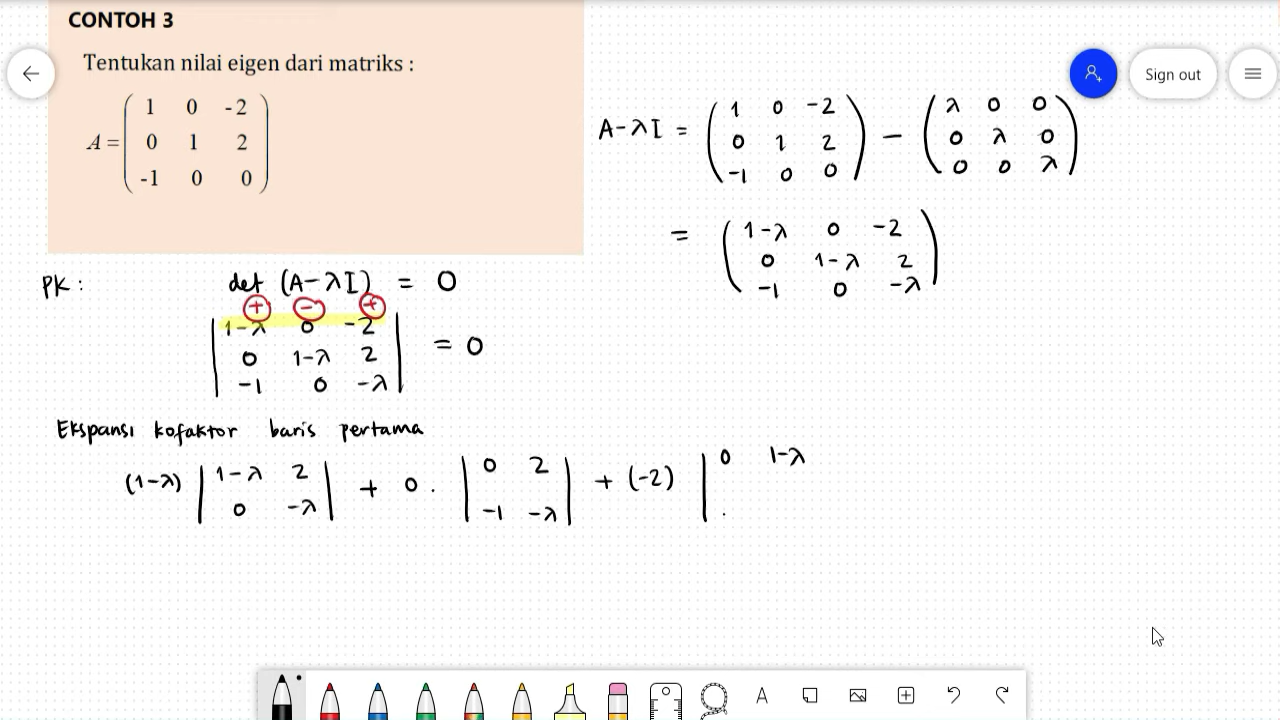 CONTOH 3
Tentukan nilai eigen dari matriks :
A = ( 1 0 -2
0 1 2
-1 0 0 )
Sign out
A-λI = ( 1 0 -2
0 1 2
-1 0 0 ) - ( λ 0 0
0 λ 0
0 0 λ )
= ( 1-λ 0 -2
0 1-λ 2
-1 0 -λ )
PK : det (A-λI) = 0
+ - +
| 1-λ 0 -2
0 1-λ 2
-1 0 -λ | = 0
Ekspansi kofaktor baris pertama
(1-λ) | 1-λ 2
0 -λ | + 0 . | 0 2
-1 -λ | + (-2) | 0 1-λ
A